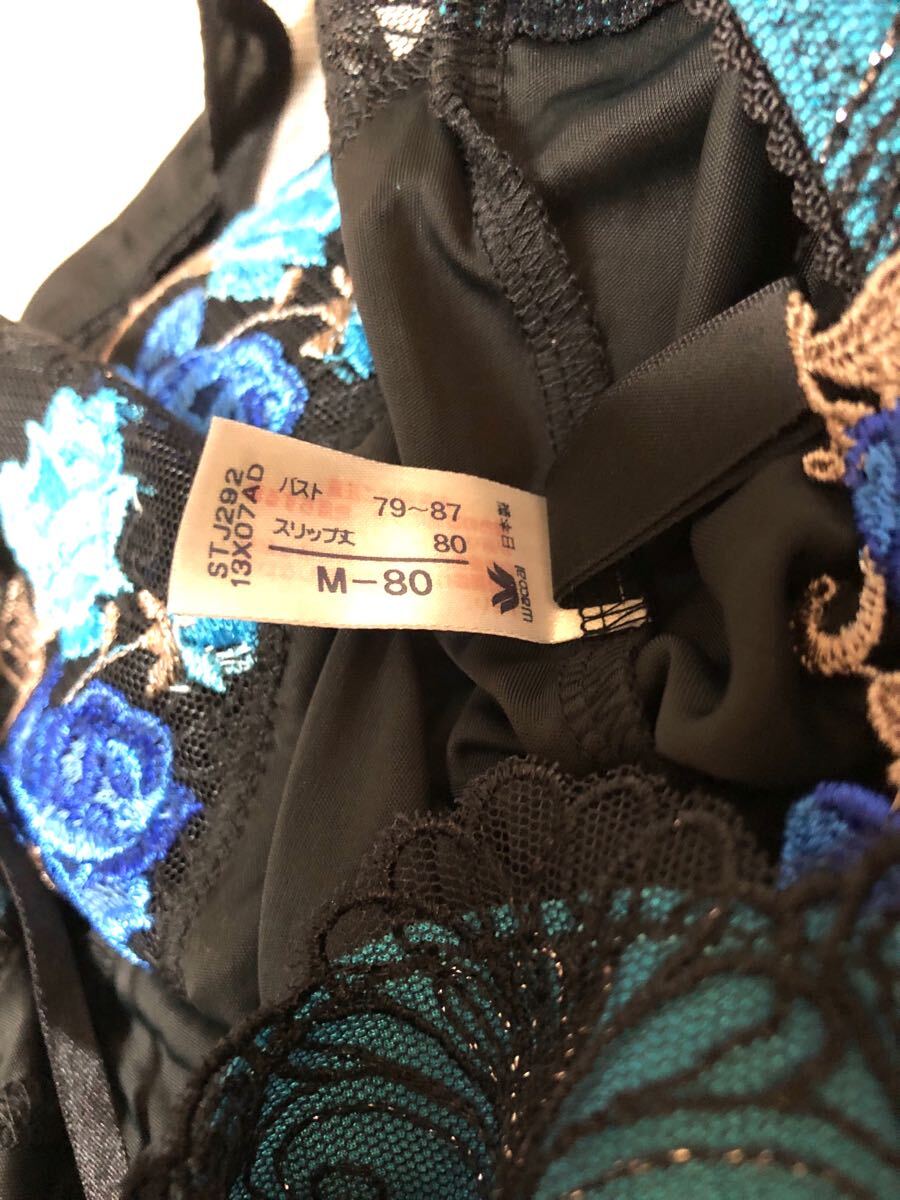 STJ292
13X07AD
バスト 79～87
スリップ丈 80
M-80
日本製
Wacoal